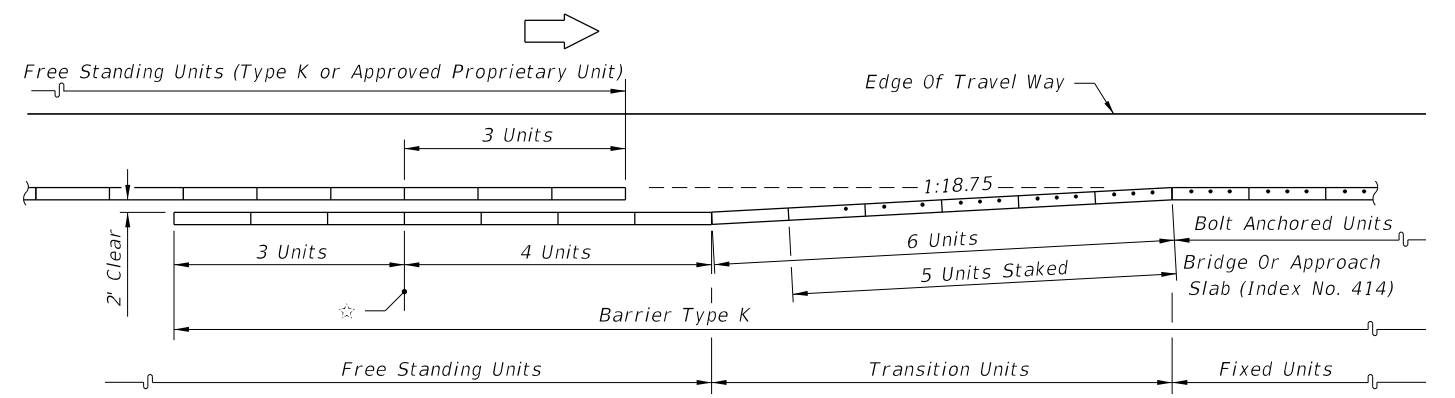 Free Standing Units (Type K or Approved Proprietary Unit)
Edge Of Travel Way
3 Units
1:18.75
2' Clear
3 Units
4 Units
6 Units
5 Units Staked
Bolt Anchored Units
Bridge Or Approach
Slab (Index No. 414)
☆
Barrier Type K
Free Standing Units
Transition Units
Fixed Units